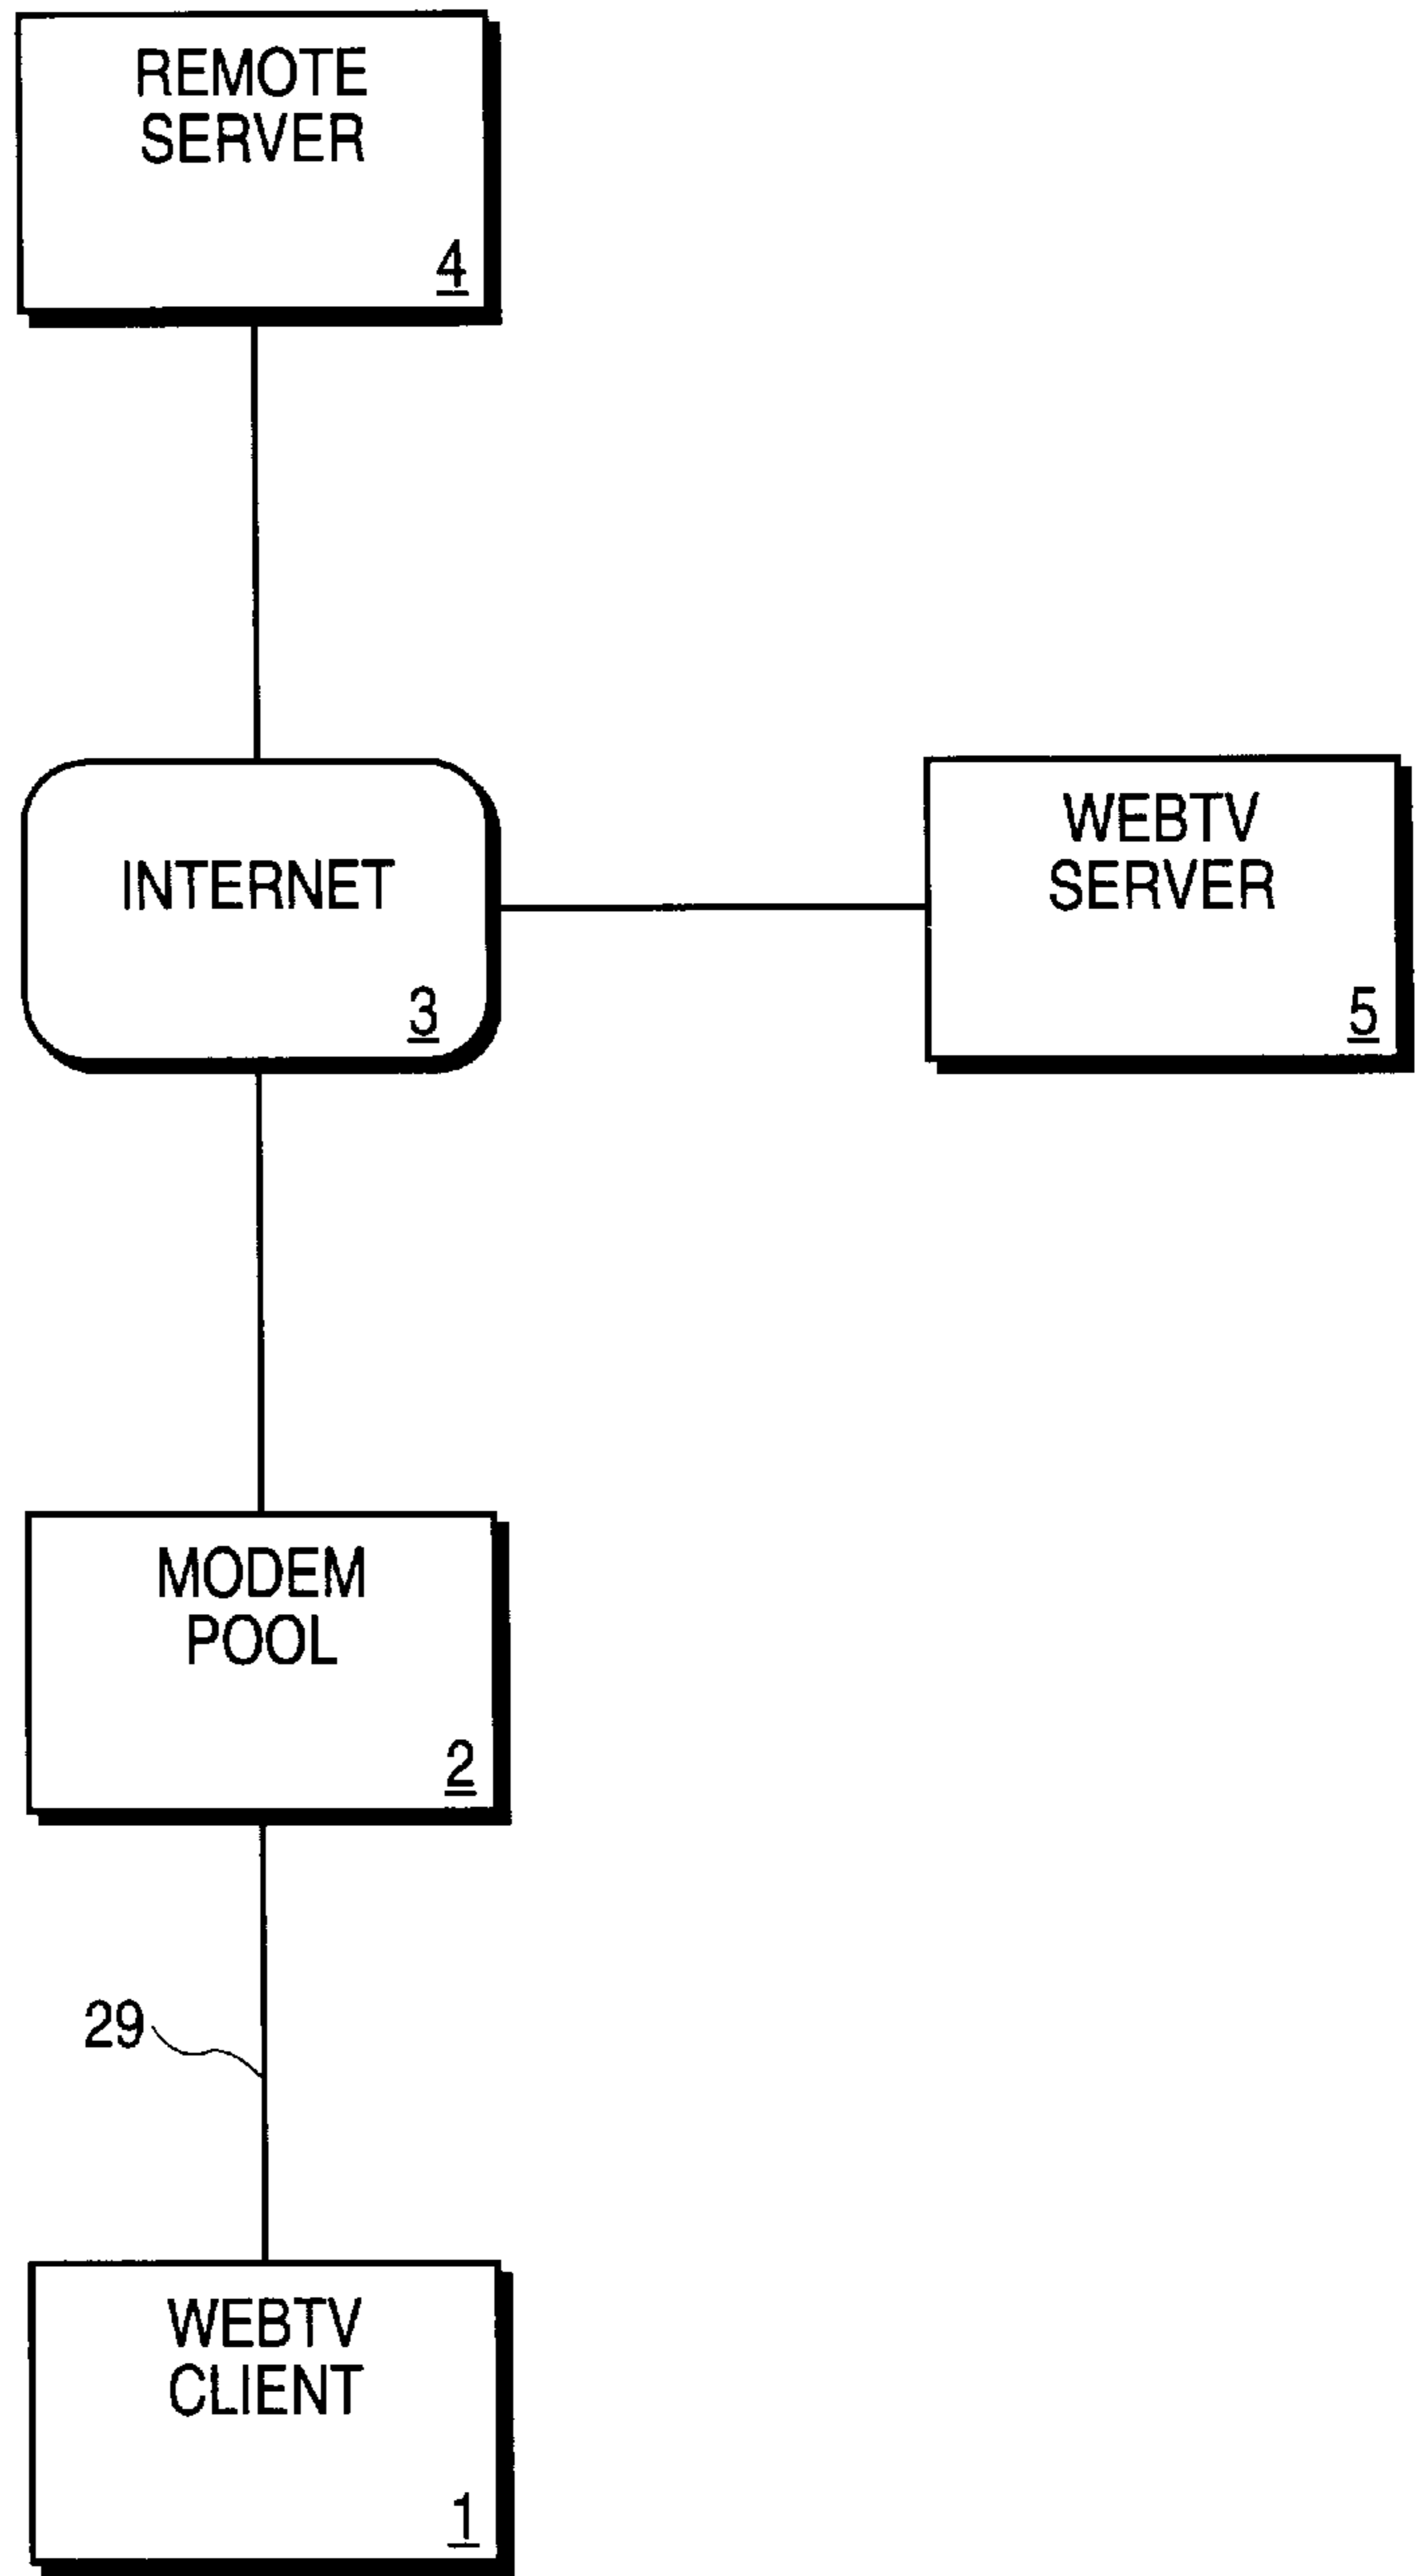 REMOTE
SERVER
4
INTERNET
3
WEBTV
SERVER
5
MODEM
POOL
2
29
WEBTV
CLIENT
1